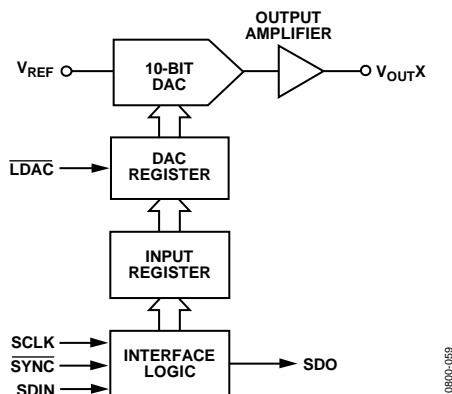 OUTPUT
AMPLIFIER
VREF
10-BIT
DAC
VOUTX
LDAC
DAC
REGISTER
INPUT
REGISTER
SCLK
SYNC
SDIN
INTERFACE
LOGIC
SDO
0800-059